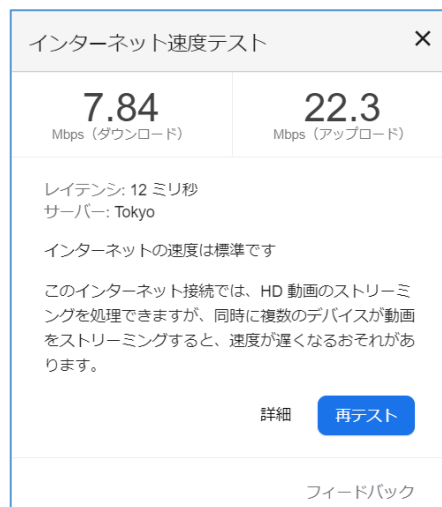 インターネット速度テスト
7.84
Mbps（ダウンロード）
22.3
Mbps（アップロード）
レイテンシ: 12 ミリ秒
サーバー: Tokyo
インターネットの速度は標準です
このインターネット接続では、HD 動画のストリーミ
ングを処理できますが、同時に複数のデバイスが動画
をストリーミングすると、速度が遅くなるおそれがあ
ります。
詳細
再テスト
フィードバック